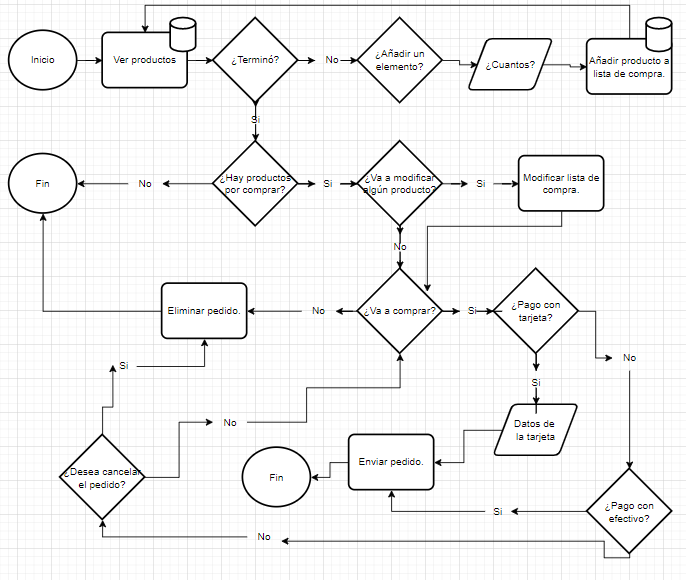 Inicio
Ver productos
¿Terminó?
No
¿Añadir un
elemento?
¿Cuantos?
Añadir producto a
lista de compra.
Si
Fin
No
¿Hay productos
por comprar?
Si
¿Va a modificar
algún producto?
Si
Modificar lista de
compra.
No
Eliminar pedido.
No
¿Va a comprar?
Si
¿Pago con
tarjeta?
No
Si
Si
No
Datos de
la tarjeta
¿Desea cancelar
el pedido?
Fin
Enviar pedido.
Si
¿Pago con
efectivo?
No